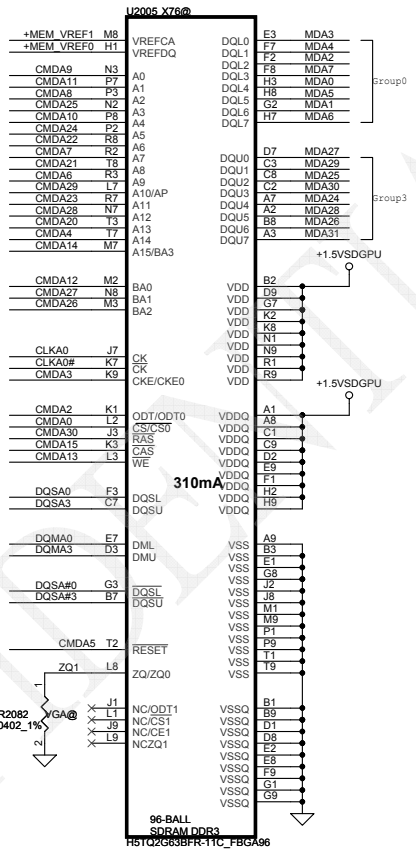 U2005 X76@
+MEM_VREF1 M8 VREFCA
+MEM_VREF0 H1 VREFDQ
CMDA9 N3 A0
CMDA11 P7 A1
CMDA8 P3 A2
CMDA25 N2 A3
CMDA10 P8 A4
CMDA24 P2 A5
CMDA22 R8 A6
CMDA7 R2 A7
CMDA21 T8 A8
CMDA6 R3 A9
CMDA29 L7 A10/AP
CMDA23 R7 A11
CMDA28 N7 A12
CMDA20 T3 A13
CMDA4 T7 A14
CMDA14 M7 A15/BA3
CMDA12 M2 BA0
CMDA27 N8 BA1
CMDA26 M3 BA2
CLKA0 J7 CK
CLKA0# K7 CK
CMDA3 K9 CKE/CKE0
CMDA2 K1 ODT/ODT0
CMDA0 L2 CS/CS0
CMDA30 J3 RAS
CMDA15 K3 CAS
CMDA13 L3 WE
DQSA0 F3 DQSL
DQSA3 C7 DQSU
DQMA0 E7 DML
DQMA3 D3 DMU
DQSA#0 G3 DQSL
DQSA#3 B7 DQSU
CMDA5 T2 RESET
ZQ1 L8 ZQ/ZQ0
1
R2082 VGA@
0402_1%
2
J1 NC/ODT1
L1 NC/CS1
J9 NC/CE1
L9 NCZQ1
DQL0 E3 MDA3
DQL1 F7 MDA4
DQL2 F2 MDA2
DQL3 F8 MDA7
DQL4 H3 MDA0
DQL5 H8 MDA5
DQL6 G2 MDA1
DQL7 H7 MDA6
Group0
DQU0 D7 MDA27
DQU1 C3 MDA29
DQU2 C8 MDA25
DQU3 C2 MDA30
DQU4 A7 MDA24
DQU5 A2 MDA28
DQU6 B8 MDA26
DQU7 A3 MDA31
Group3
+1.5VSDGPU
VDD B2
VDD D9
VDD G7
VDD K2
VDD K8
VDD N1
VDD N9
VDD R1
VDD R9
+1.5VSDGPU
VDDQ A1
VDDQ A8
VDDQ C1
VDDQ C9
VDDQ D2
VDDQ E9
VDDQ F1
VDDQ H2
VDDQ H9
310mA
VSS A9
VSS B3
VSS E1
VSS G8
VSS J2
VSS J8
VSS M1
VSS M9
VSS P1
VSS P9
VSS T1
VSS T9
VSSQ B1
VSSQ B9
VSSQ D1
VSSQ D8
VSSQ E2
VSSQ E8
VSSQ F9
VSSQ G1
VSSQ G9
96-BALL
SDRAM DDR3
H5TQ2G63BFR-11C_FBGA96